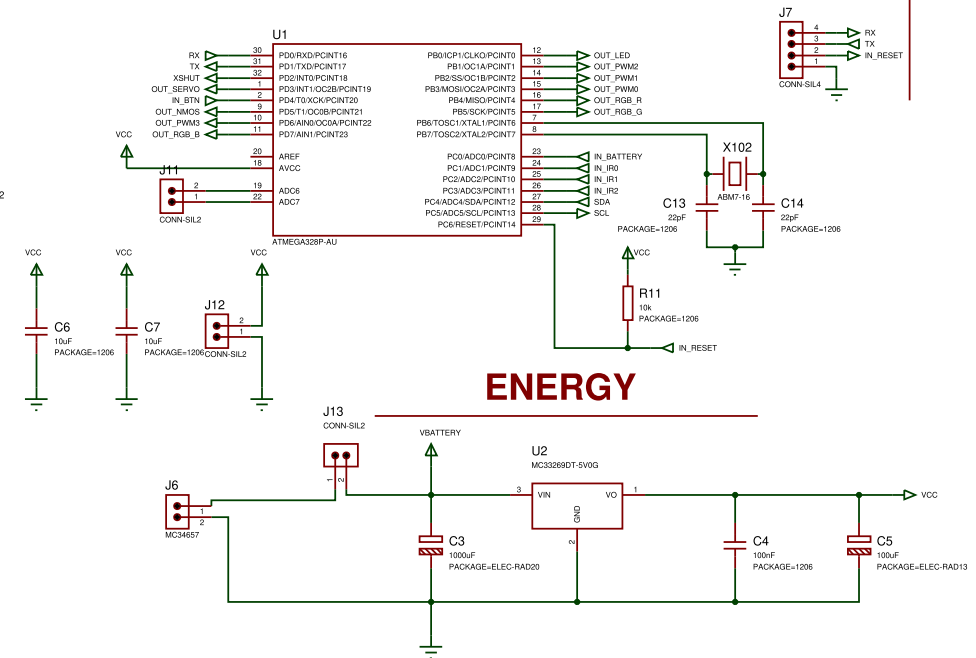 J7
4 RX
3 TX
2 IN_RESET
1
CONN-SIL4
U1
RX 30 PD0/RXD/PCINT16
TX 31 PD1/TXD/PCINT17
XSHUT 32 PD2/INT0/PCINT18
OUT_SERVO 1 PD3/INT1/OC2B/PCINT19
IN_BTN 2 PD4/T0/XCK/PCINT20
OUT_NMOS 9 PD5/T1/OC0B/PCINT21
OUT_PWM3 10 PD6/AIN0/OC0A/PCINT22
OUT_RGB_B 11 PD7/AIN1/PCINT23
20 AREF
18 AVCC
19 ADC6
22 ADC7
PB0/ICP1/CLKO/PCINT0 12 OUT_LED
PB1/OC1A/PCINT1 13 OUT_PWM2
PB2/SS/OC1B/PCINT2 14 OUT_PWM1
PB3/MOSI/OC2A/PCINT3 15 OUT_PWM0
PB4/MISO/PCINT4 16 OUT_RGB_R
PB5/SCK/PCINT5 17 OUT_RGB_G
PB6/TOSC1/XTAL1/PCINT6 7
PB7/TOSC2/XTAL2/PCINT7 8
PC0/ADC0/PCINT8 23 IN_BATTERY
PC1/ADC1/PCINT9 24 IN_IR0
PC2/ADC2/PCINT10 25 IN_IR1
PC3/ADC3/PCINT11 26 IN_IR2
PC4/ADC4/SDA/PCINT12 27 SDA
PC5/ADC5/SCL/PCINT13 28 SCL
PC6/RESET/PCINT14 29
ATMEGA328P-AU
VCC
J11
2
1
CONN-SIL2
2
X102
ABM7-16
C13
22pF
PACKAGE=1206
C14
22pF
PACKAGE=1206
VCC
R11
10k
PACKAGE=1206
IN_RESET
VCC
C6
10uF
PACKAGE=1206
VCC
C7
10uF
PACKAGE=1206
VCC
J12
2
1
CONN-SIL2
ENERGY
J13
CONN-SIL2
1
2
J6
1
2
MC34657
VBATTERY
C3
1000uF
PACKAGE=ELEC-RAD20
U2
MC33269DT-5V0G
3 VIN
VO 1
GND
2
VCC
C4
100nF
PACKAGE=1206
C5
100uF
PACKAGE=ELEC-RAD13